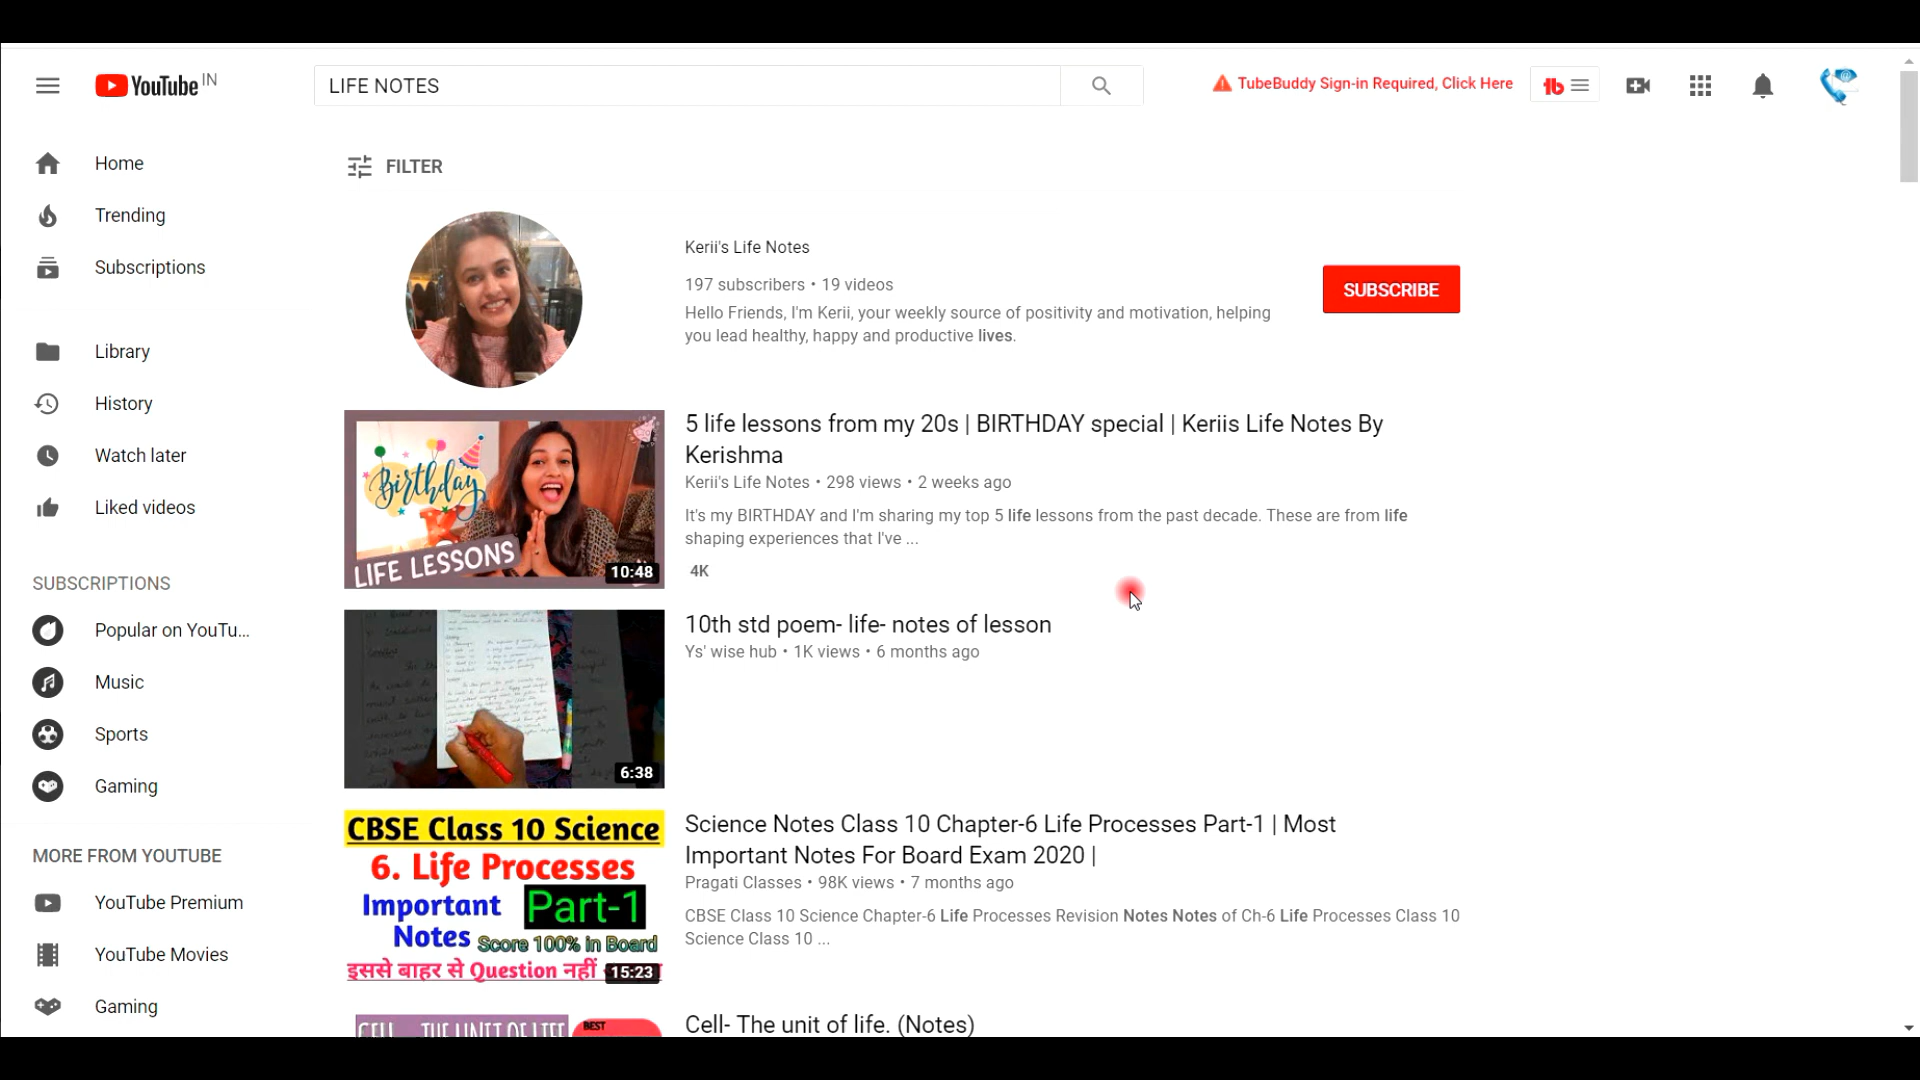 YouTube IN
LIFE NOTES
TubeBuddy Sign-in Required, Click Here
tb
Home
Trending
Subscriptions
Library
History
Watch later
Liked videos
SUBSCRIPTIONS
Popular on YouTu...
Music
Sports
Gaming
MORE FROM YOUTUBE
YouTube Premium
YouTube Movies
Gaming
FILTER
Kerii's Life Notes
197 subscribers • 19 videos
Hello Friends, I'm Kerii, your weekly source of positivity and motivation, helping
you lead healthy, happy and productive lives.
SUBSCRIBE
Birthday
LIFE LESSONS
10:48
5 life lessons from my 20s | BIRTHDAY special | Keriis Life Notes By
Kerishma
Kerii's Life Notes • 298 views • 2 weeks ago
It's my BIRTHDAY and I'm sharing my top 5 life lessons from the past decade. These are from life
shaping experiences that I've ...
4K
6:38
10th std poem- life- notes of lesson
Ys' wise hub • 1K views • 6 months ago
CBSE Class 10 Science
6. Life Processes
Important Part-1
Notes Score 100% in Board
इससे बाहर से Question नहीं
15:23
Science Notes Class 10 Chapter-6 Life Processes Part-1 | Most
Important Notes For Board Exam 2020 |
Pragati Classes • 98K views • 7 months ago
CBSE Class 10 Science Chapter-6 Life Processes Revision Notes Notes of Ch-6 Life Processes Class 10
Science Class 10 ...
CELL - THE UNIT OF LIFE
BEST
Cell- The unit of life. (Notes)